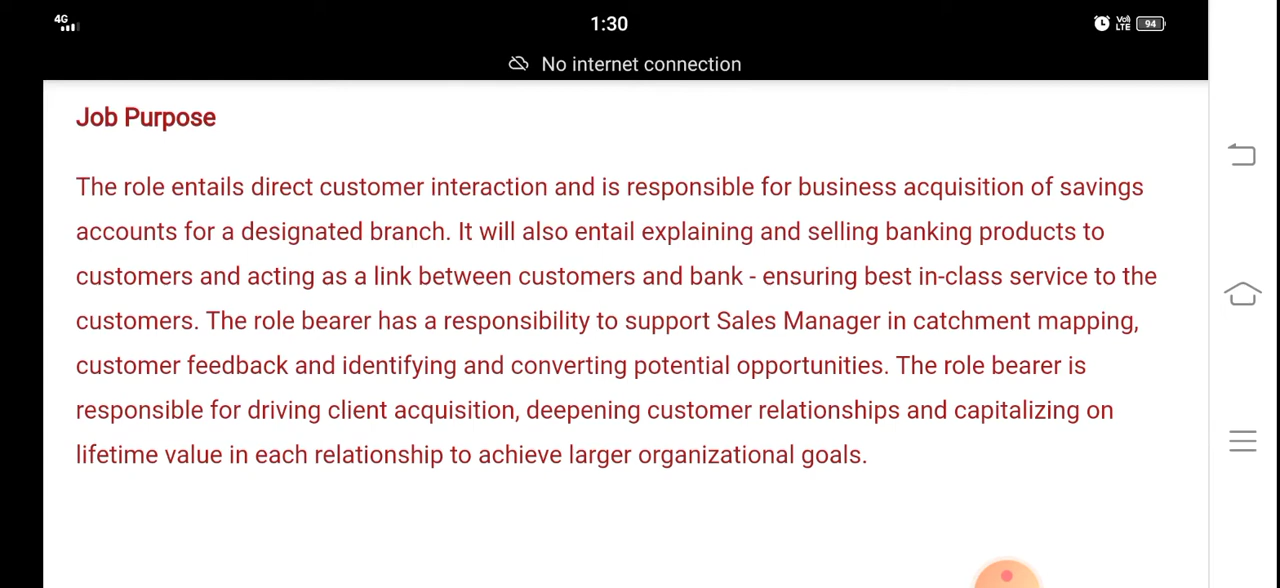 4G
1:30
Vo)
LTE
94
No internet connection
Job Purpose
The role entails direct customer interaction and is responsible for business acquisition of savings
accounts for a designated branch. It will also entail explaining and selling banking products to
customers and acting as a link between customers and bank - ensuring best in-class service to the
customers. The role bearer has a responsibility to support Sales Manager in catchment mapping,
customer feedback and identifying and converting potential opportunities. The role bearer is
responsible for driving client acquisition, deepening customer relationships and capitalizing on
lifetime value in each relationship to achieve larger organizational goals.